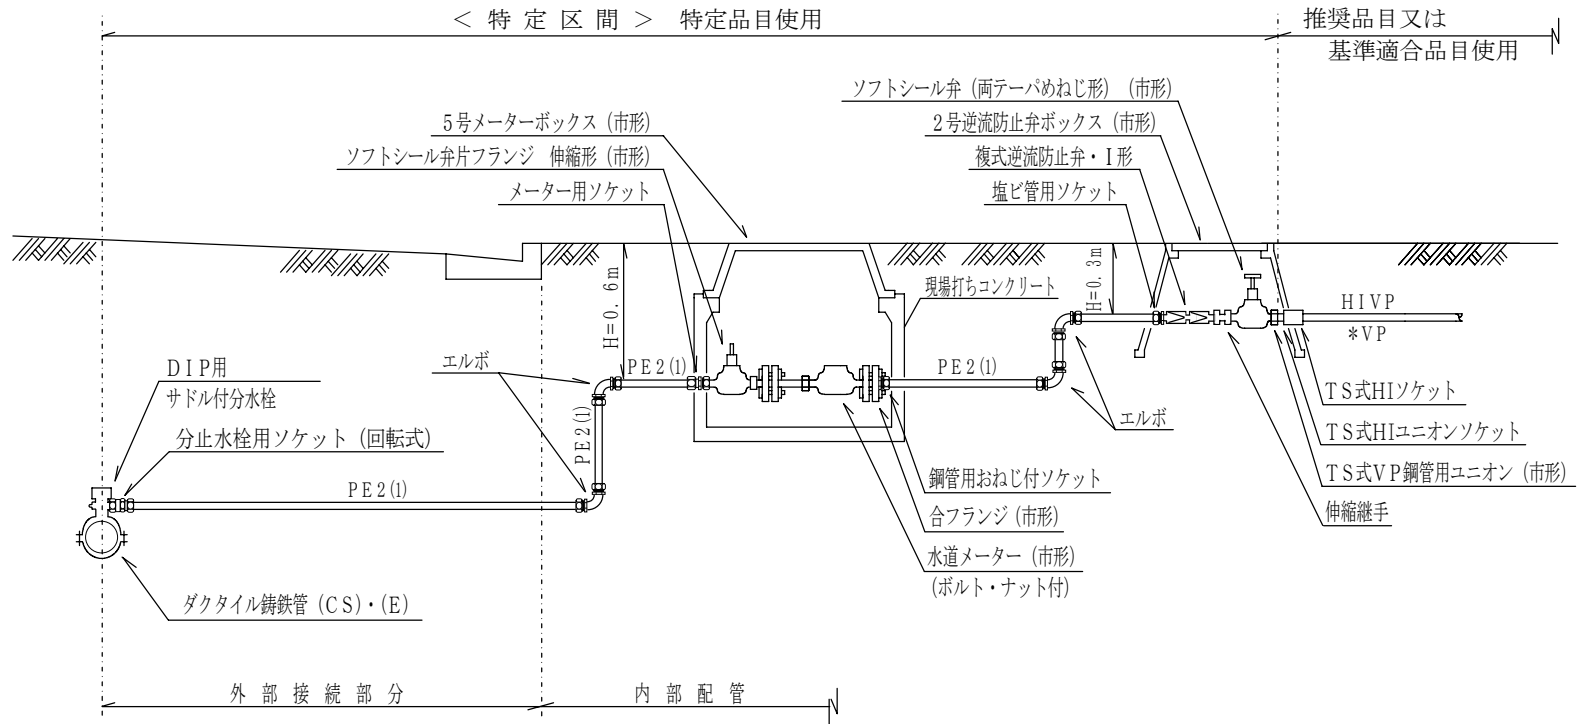 ＜特定区間＞ 特定品目使用
推奨品目又は
基準適合品目使用
ソフトシール弁（両テーパめねじ形）（市形）
5号メーターボックス（市形）
2号逆流防止弁ボックス（市形）
ソフトシール弁片フランジ 伸縮形（市形）
複式逆流防止弁・I形
メーター用ソケット
塩ビ管用ソケット
H=0.6m
現場打ちコンクリート
H=0.3m
HIVP
*VP
DIP用
サドル付分水栓
エルボ
PE2(1)
PE2(1)
TS式HIソケット
分止水栓用ソケット（回転式）
PE2(1)
エルボ
TS式HIユニオンソケット
PE2(1)
鋼管用おねじ付ソケット
TS式VP鋼管用ユニオン（市形）
合フランジ（市形）
伸縮継手
水道メーター（市形）
（ボルト・ナット付）
ダクタイル鋳鉄管（CS）・（E）
外部接続部分
内部配管